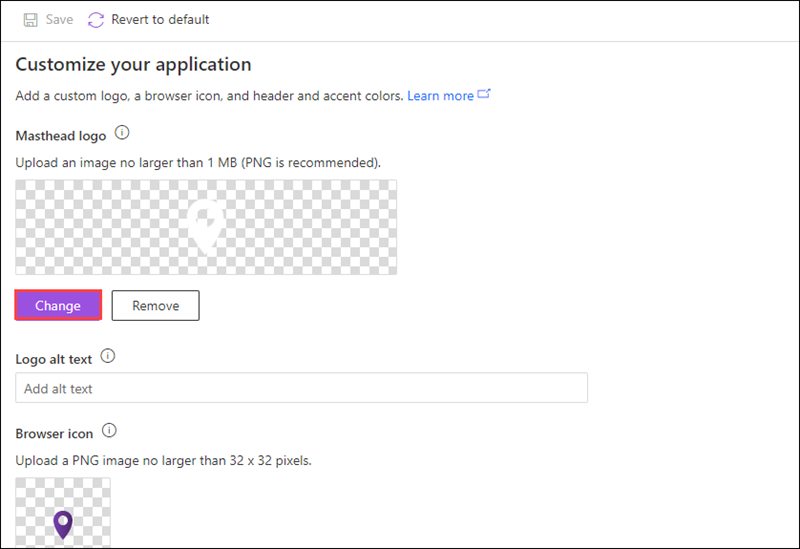 Save Revert to default
Customize your application
Add a custom logo, a browser icon, and header and accent colors. Learn more
Masthead logo
Upload an image no larger than 1 MB (PNG is recommended).
Change Remove
Logo alt text
Add alt text
Browser icon
Upload a PNG image no larger than 32 x 32 pixels.